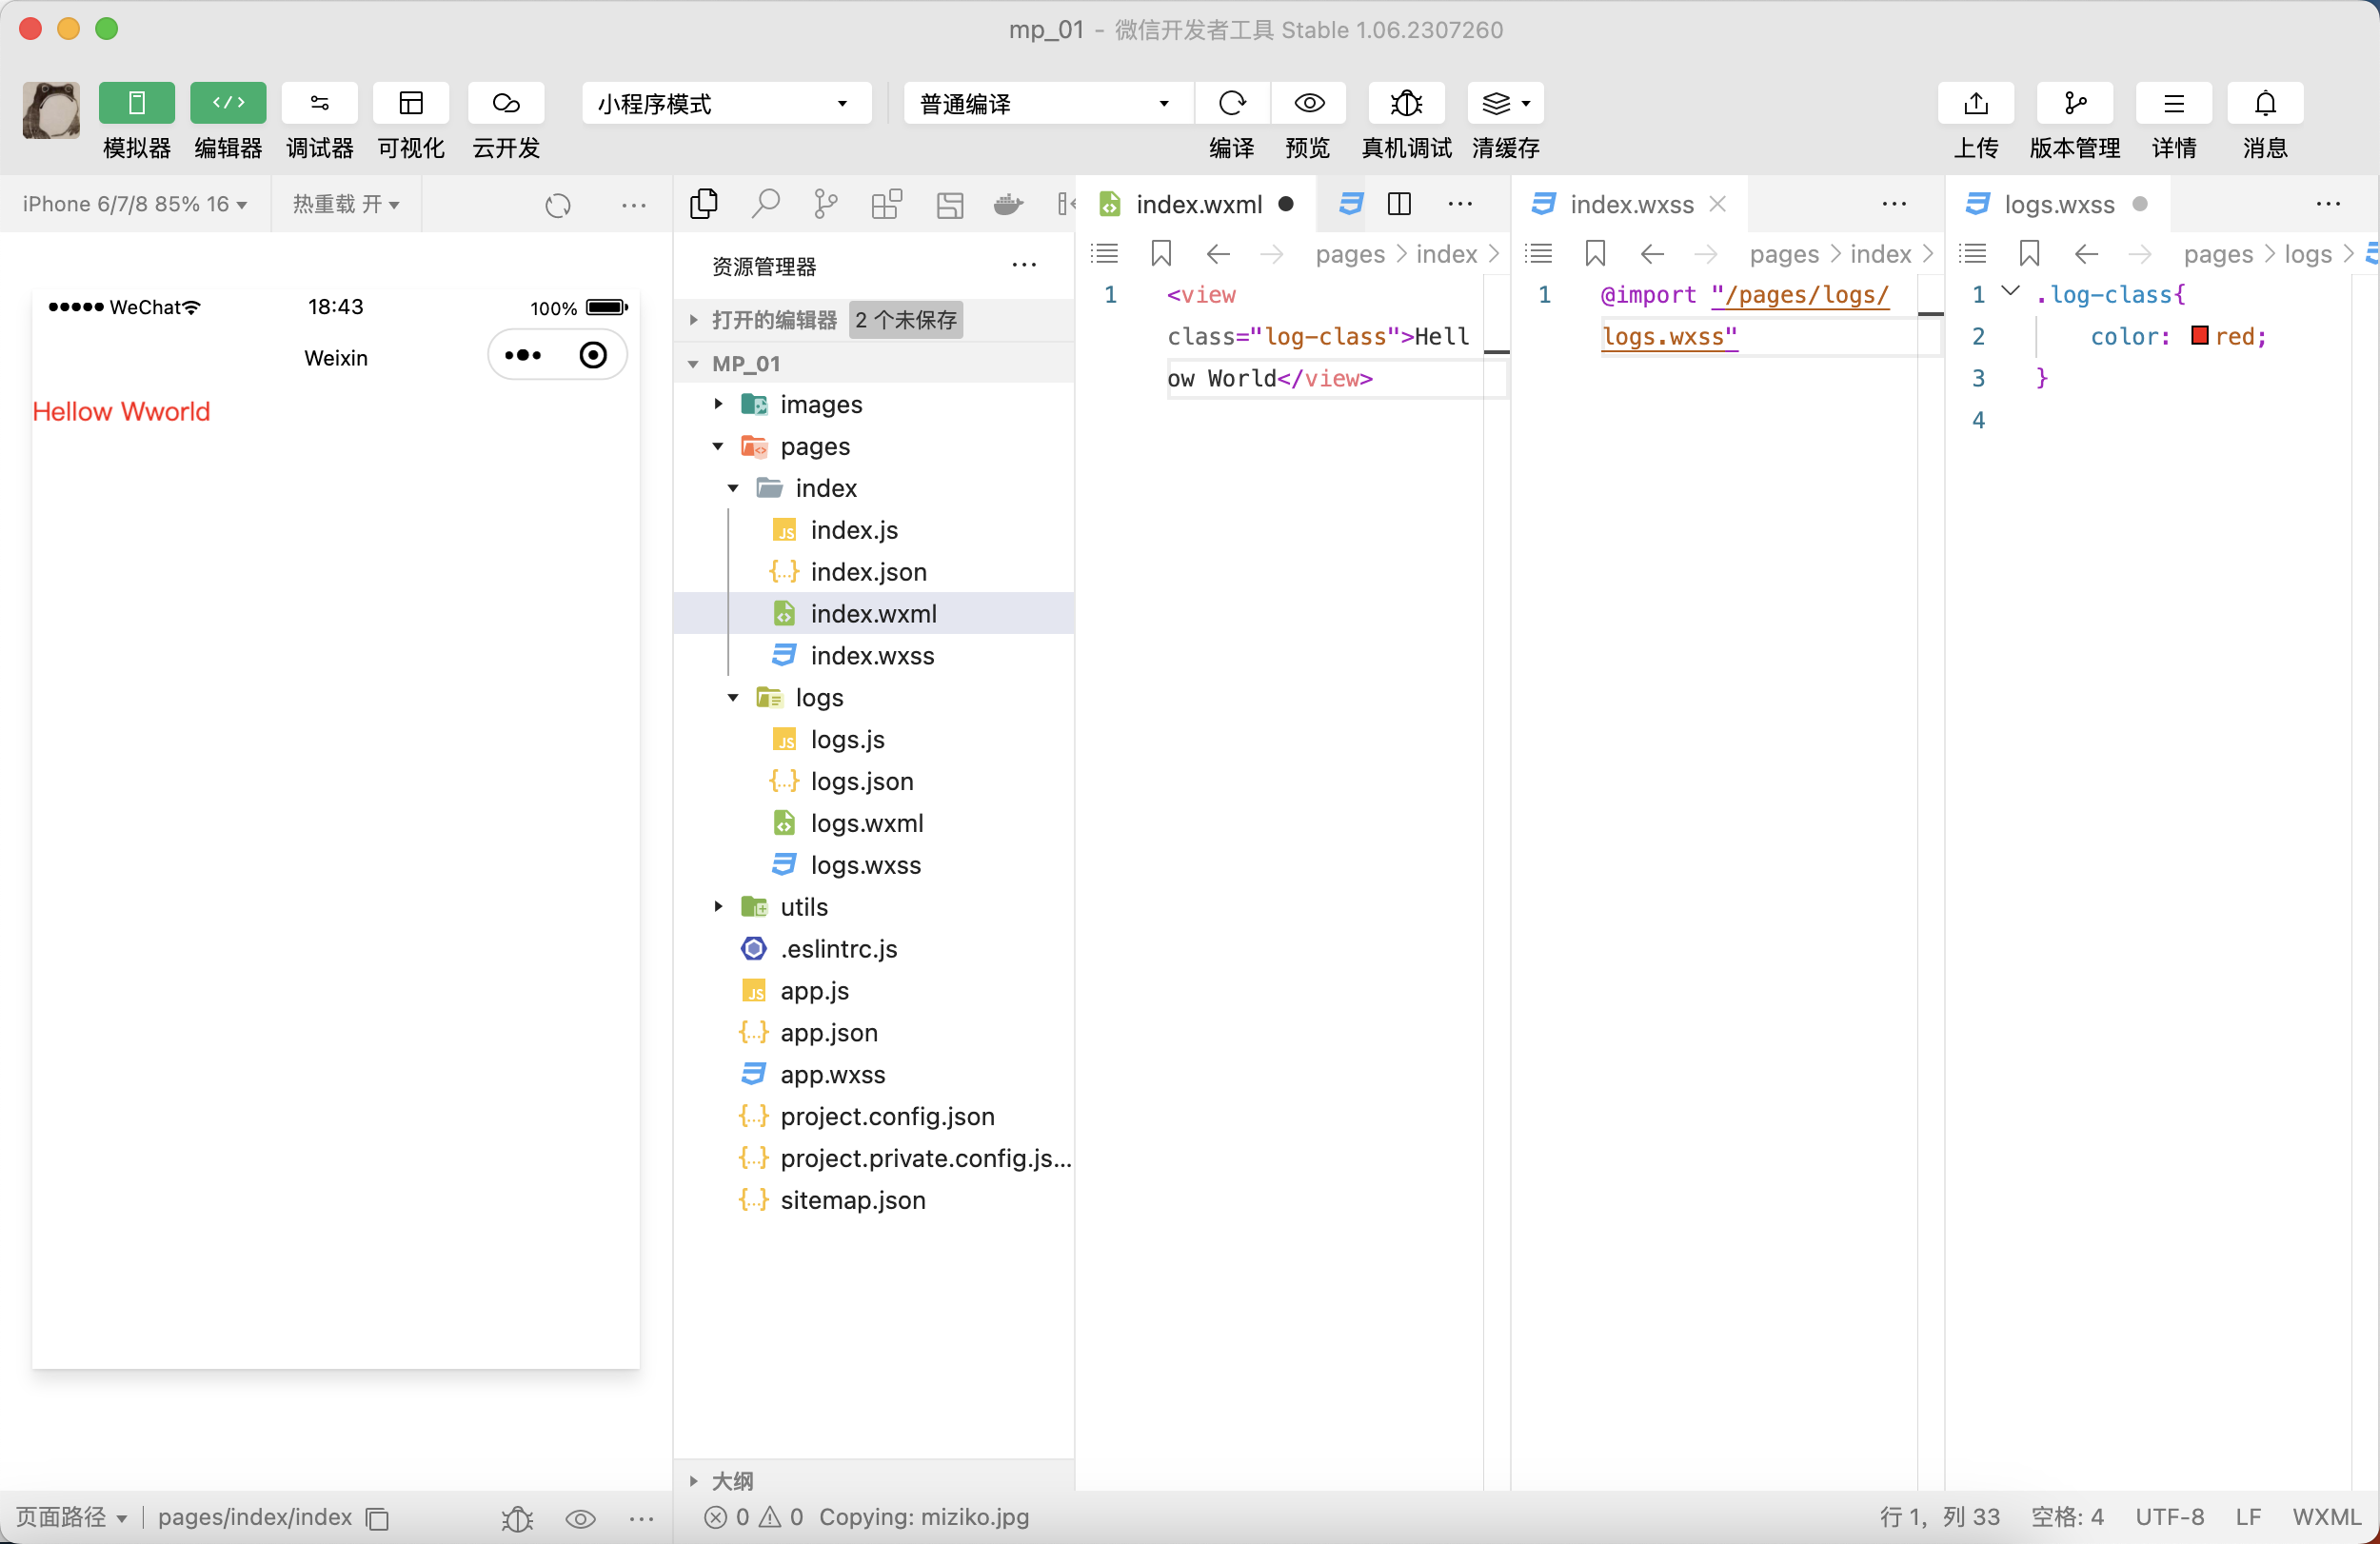 mp_01 - 微信开发者工具 Stable 1.06.2307260
模拟器 编辑器 调试器 可视化 云开发 小程序模式 普通编译 编译 预览 真机调试 清缓存 上传 版本管理 详情 消息
iPhone 6/7/8 85% 16 热重载 开
WeChat 18:43 100%
Weixin
Hellow Wworld
资源管理器
打开的编辑器 2 个未保存
MP_01
images
pages
index
index.js
index.json
index.wxml
index.wxss
logs
logs.js
logs.json
logs.wxml
logs.wxss
utils
.eslintrc.js
app.js
app.json
app.wxss
project.config.json
project.private.config.js...
sitemap.json
大纲
index.wxml
pages > index >
1 <view
class="log-class">Hell
ow World</view>
index.wxss
pages > index >
1 @import "/pages/logs/
logs.wxss"
logs.wxss
pages > logs >
1 .log-class{
2 color: red;
3 }
4
页面路径 pages/index/index
0 0 Copying: miziko.jpg
行 1, 列 33 空格: 4 UTF-8 LF WXML